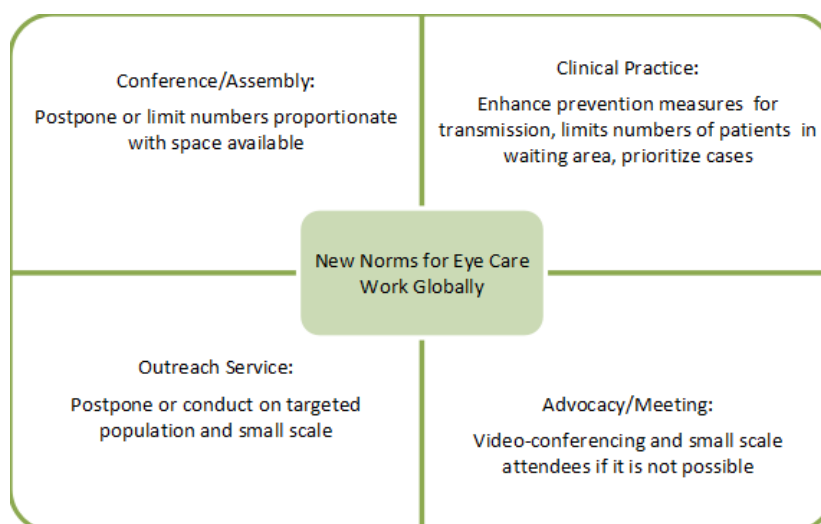 Conference/Assembly:
Postpone or limit numbers proportionate
with space available
Clinical Practice:
Enhance prevention measures for
transmission, limits numbers of patients in
waiting area, prioritize cases
New Norms for Eye Care
Work Globally
Outreach Service:
Postpone or conduct on targeted
population and small scale
Advocacy/Meeting:
Video-conferencing and small scale
attendees if it is not possible